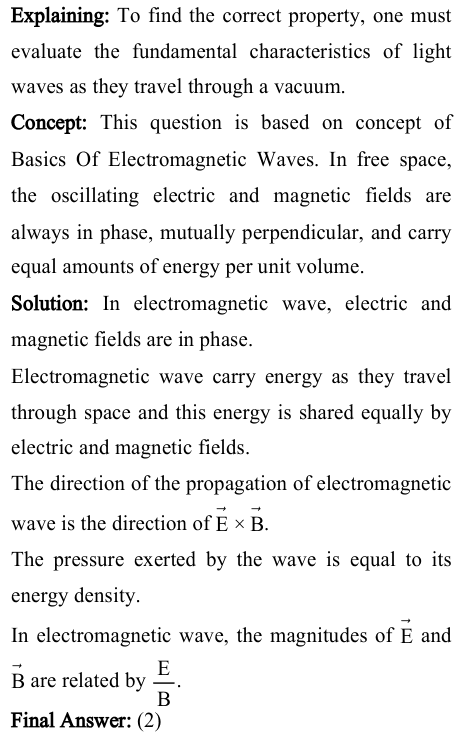 Explaining: To find the correct property, one must
evaluate the fundamental characteristics of light
waves as they travel through a vacuum.
Concept: This question is based on concept of
Basics Of Electromagnetic Waves. In free space,
the oscillating electric and magnetic fields are
always in phase, mutually perpendicular, and carry
equal amounts of energy per unit volume.
Solution: In electromagnetic wave, electric and
magnetic fields are in phase.
Electromagnetic wave carry energy as they travel
through space and this energy is shared equally by
electric and magnetic fields.
The direction of the propagation of electromagnetic
wave is the direction of E⃗ × B⃗.
The pressure exerted by the wave is equal to its
energy density.
In electromagnetic wave, the magnitudes of E⃗ and
B⃗ are related by E/B.
Final Answer: (2)